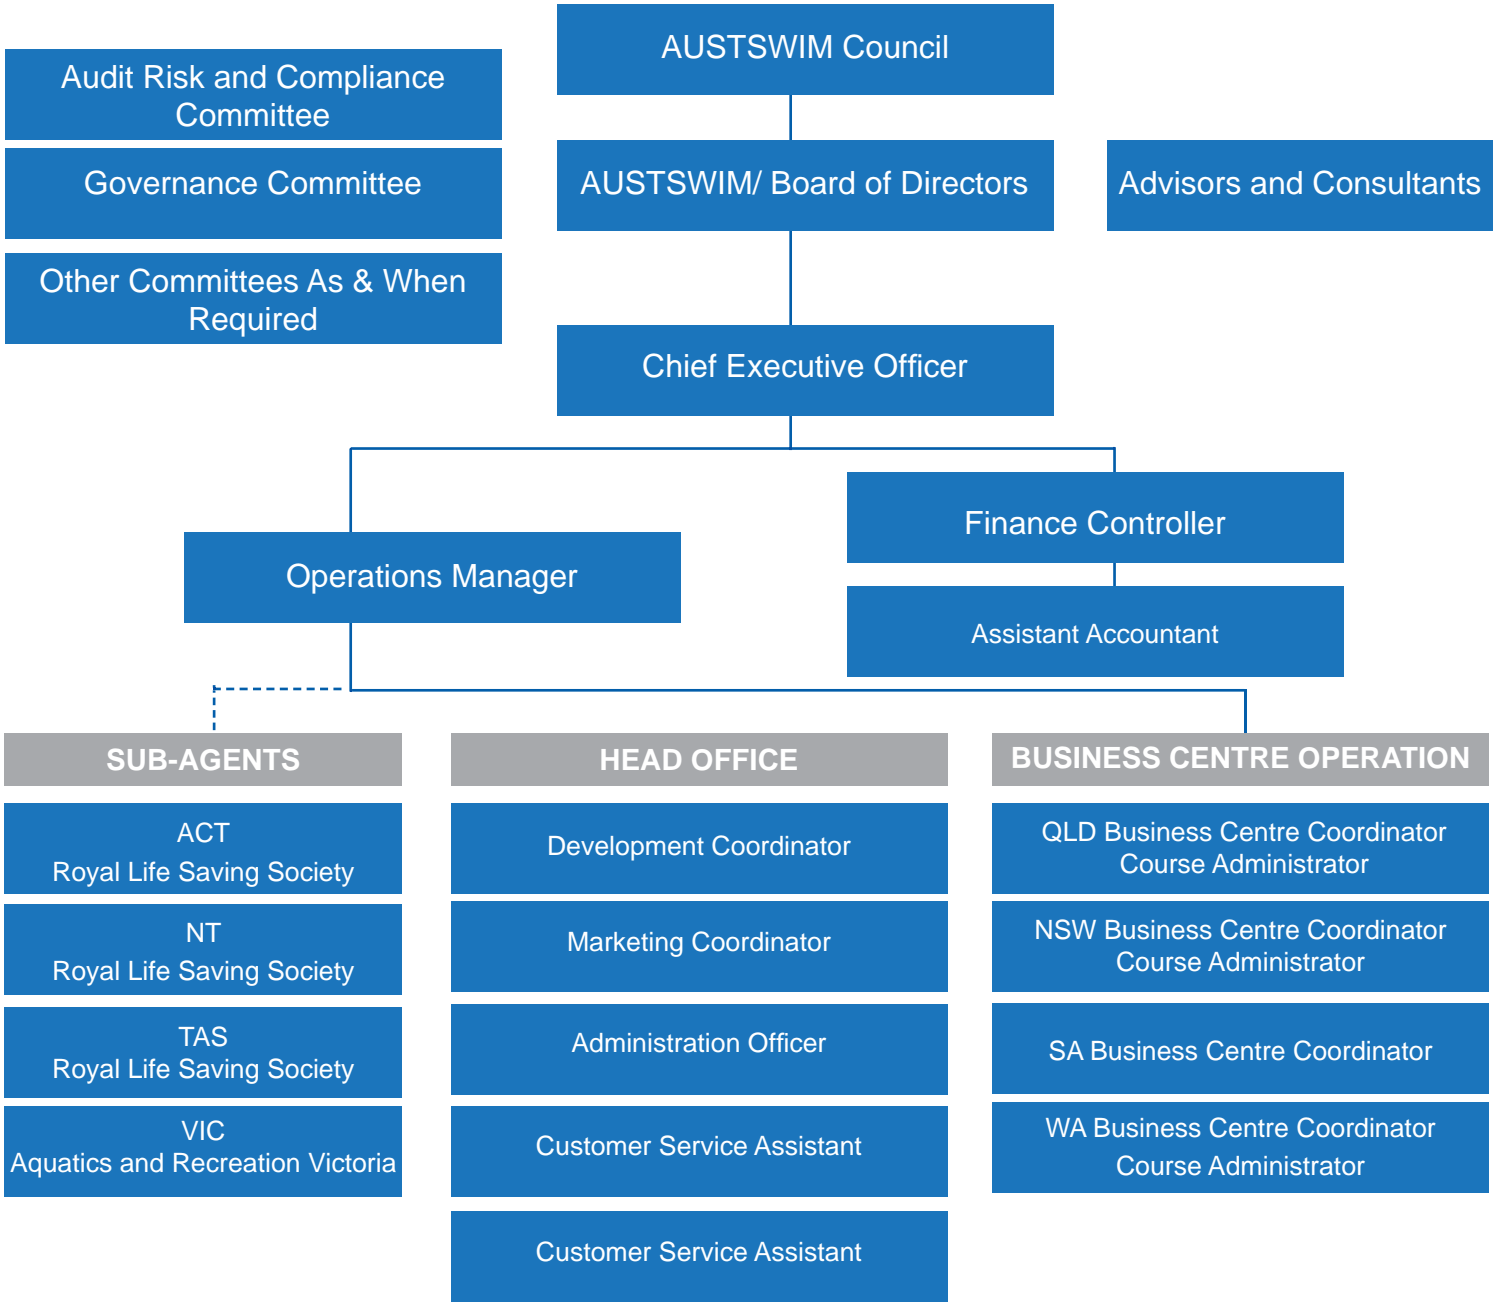 AUSTSWIM Council
Audit Risk and Compliance
Committee
Governance Committee
AUSTSWIM/ Board of Directors
Advisors and Consultants
Other Committees As & When
Required
Chief Executive Officer
Finance Controller
Operations Manager
Assistant Accountant
SUB-AGENTS
ACT
Royal Life Saving Society
NT
Royal Life Saving Society
TAS
Royal Life Saving Society
VIC
Aquatics and Recreation Victoria
HEAD OFFICE
Development Coordinator
Marketing Coordinator
Administration Officer
Customer Service Assistant
Customer Service Assistant
BUSINESS CENTRE OPERATION
QLD Business Centre Coordinator
Course Administrator
NSW Business Centre Coordinator
Course Administrator
SA Business Centre Coordinator
WA Business Centre Coordinator
Course Administrator